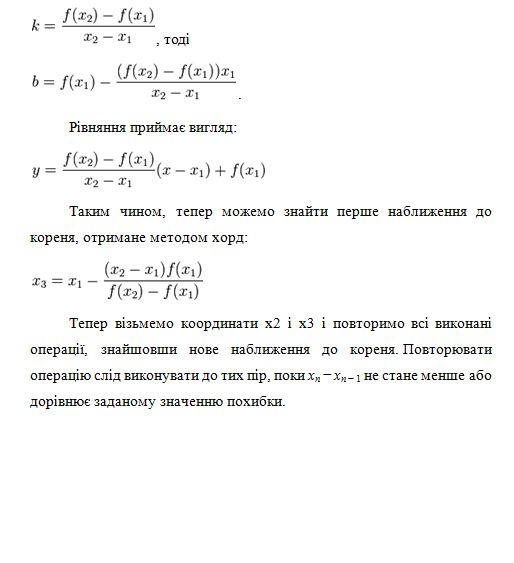 k = \frac{f(x_2) - f(x_1)}{x_2 - x_1} , тоді
b = f(x_1) - \frac{(f(x_2) - f(x_1))x_1}{x_2 - x_1} .
Рівняння приймає вигляд:
y = \frac{f(x_2) - f(x_1)}{x_2 - x_1}(x - x_1) + f(x_1)
Таким чином, тепер можемо знайти перше наближення до
кореня, отримане методом хорд:
x_3 = x_1 - \frac{(x_2 - x_1)f(x_1)}{f(x_2) - f(x_1)}
Тепер візьмемо координати x2 і x3 і повторимо всі виконані
операції, знайшовши нове наближення до кореня. Повторювати
операцію слід виконувати до тих пір, поки x_n − x_{n−1} не стане менше або
дорівнює заданому значенню похибки.